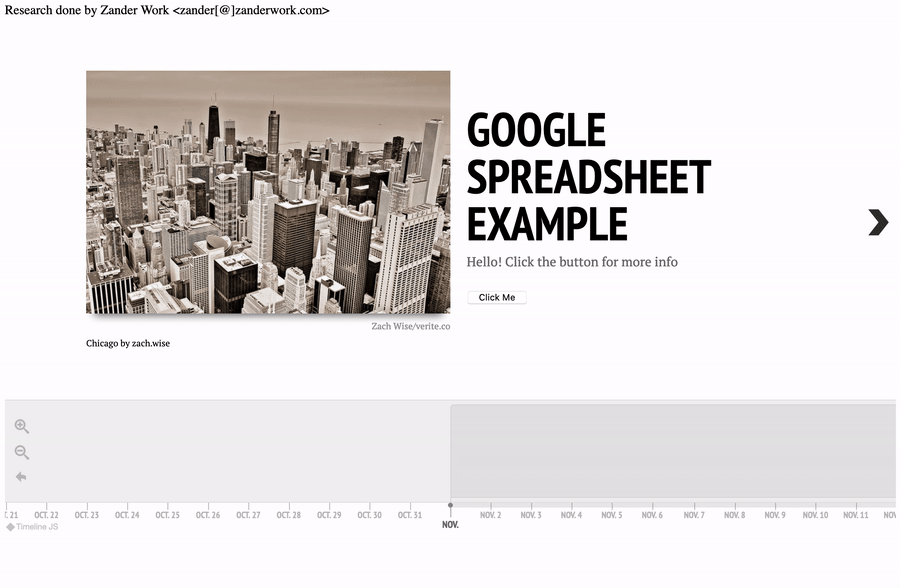 Research done by Zander Work <zander[@]zanderwork.com>
GOOGLE
SPREADSHEET
EXAMPLE
Hello! Click the button for more info
Click Me
Zach Wise/verite.co
Chicago by zach.wise
T. 21 OCT. 22 OCT. 23 OCT. 24 OCT. 25 OCT. 26 OCT. 27 OCT. 28 OCT. 29 OCT. 30 OCT. 31 NOV. NOV. 2 NOV. 3 NOV. 4 NOV. 5 NOV. 6 NOV. 7 NOV. 8 NOV. 9 NOV. 10 NOV. 11 NOV
Timeline JS